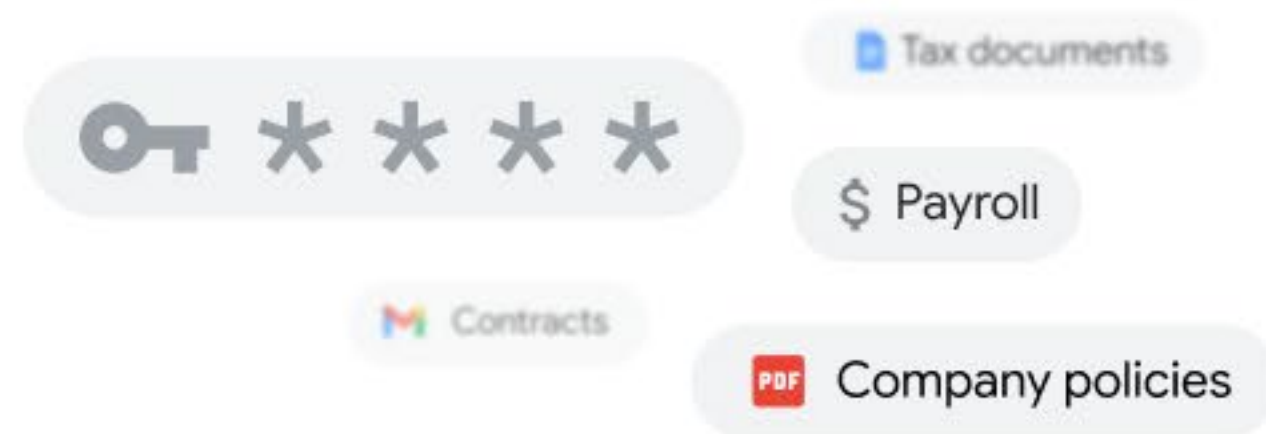 Tax documents
* * * *
$ Payroll
Contracts
PDF Company policies